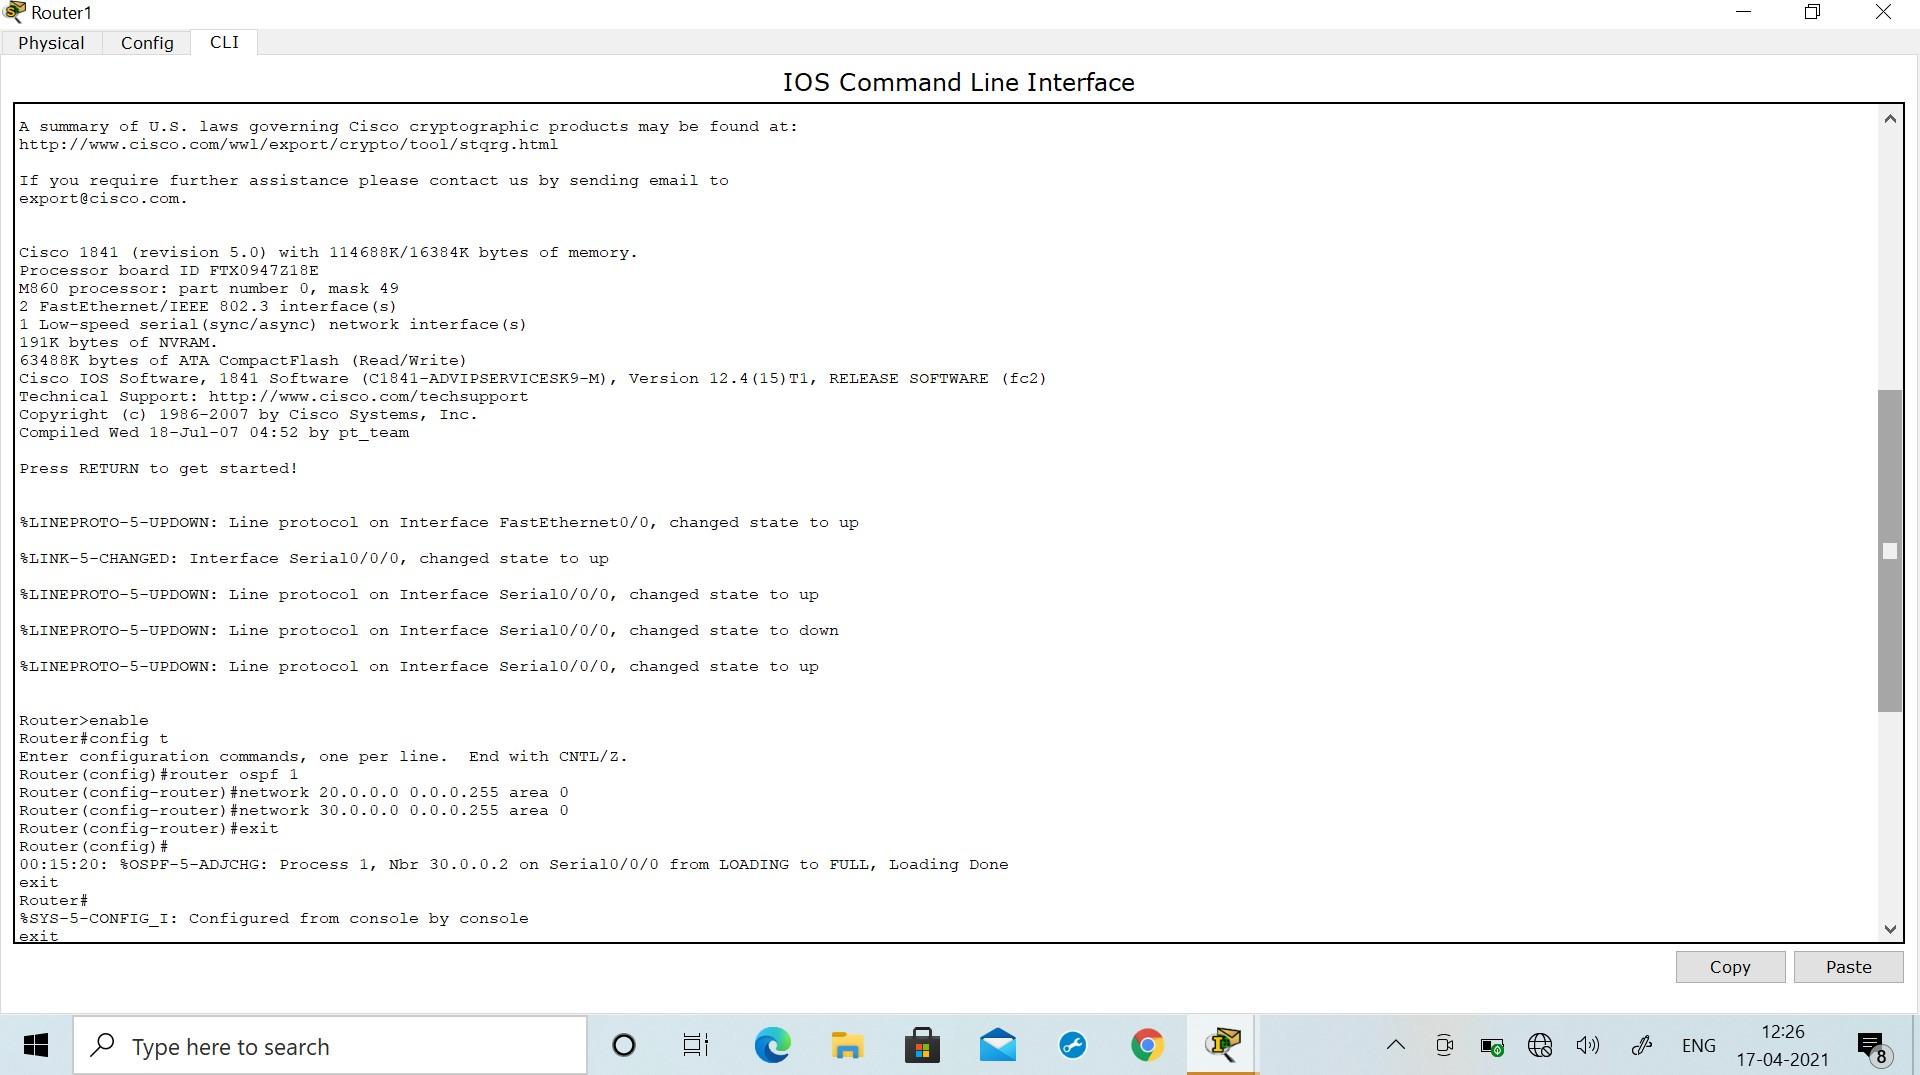 Router1
Physical Config CLI
IOS Command Line Interface
A summary of U.S. laws governing Cisco cryptographic products may be found at:
http://www.cisco.com/wwl/export/crypto/tool/stqrg.html
If you require further assistance please contact us by sending email to
export@cisco.com.
Cisco 1841 (revision 5.0) with 114688K/16384K bytes of memory.
Processor board ID FTX0947Z18E
M860 processor: part number 0, mask 49
2 FastEthernet/IEEE 802.3 interface(s)
1 Low-speed serial(sync/async) network interface(s)
191K bytes of NVRAM.
63488K bytes of ATA CompactFlash (Read/Write)
Cisco IOS Software, 1841 Software (C1841-ADVIPSERVICESK9-M), Version 12.4(15)T1, RELEASE SOFTWARE (fc2)
Technical Support: http://www.cisco.com/techsupport
Copyright (c) 1986-2007 by Cisco Systems, Inc.
Compiled Wed 18-Jul-07 04:52 by pt_team
Press RETURN to get started!
%LINEPROTO-5-UPDOWN: Line protocol on Interface FastEthernet0/0, changed state to up
%LINK-5-CHANGED: Interface Serial0/0/0, changed state to up
%LINEPROTO-5-UPDOWN: Line protocol on Interface Serial0/0/0, changed state to up
%LINEPROTO-5-UPDOWN: Line protocol on Interface Serial0/0/0, changed state to down
%LINEPROTO-5-UPDOWN: Line protocol on Interface Serial0/0/0, changed state to up
Router>enable
Router#config t
Enter configuration commands, one per line.  End with CNTL/Z.
Router(config)#router ospf 1
Router(config-router)#network 20.0.0.0 0.0.0.255 area 0
Router(config-router)#network 30.0.0.0 0.0.0.255 area 0
Router(config-router)#exit
Router(config)#
00:15:20: %OSPF-5-ADJCHG: Process 1, Nbr 30.0.0.2 on Serial0/0/0 from LOADING to FULL, Loading Done
exit
Router#
%SYS-5-CONFIG_I: Configured from console by console
exit
Copy Paste
Type here to search
ENG
12:26
17-04-2021
8